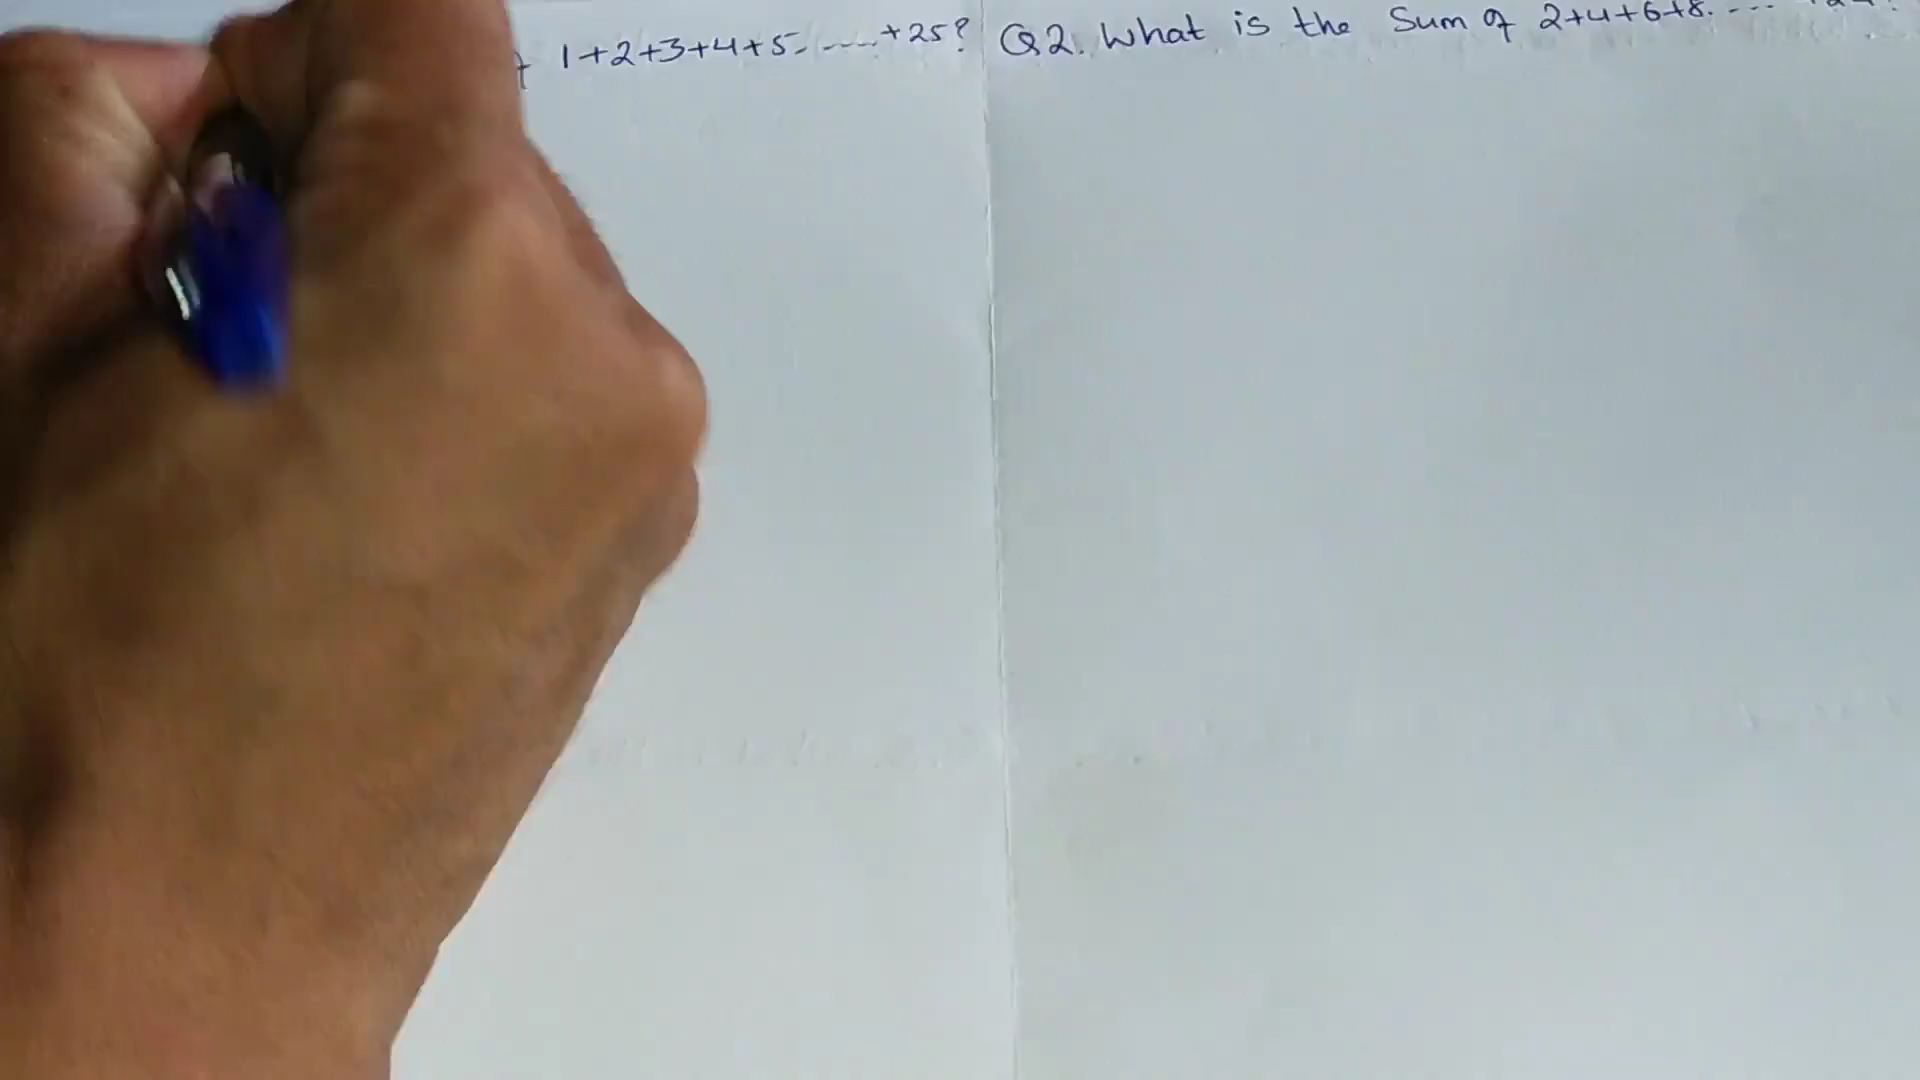 1+2+3+4+5-----+25?
Q2. What is the Sum of 2+4+6+8. ---